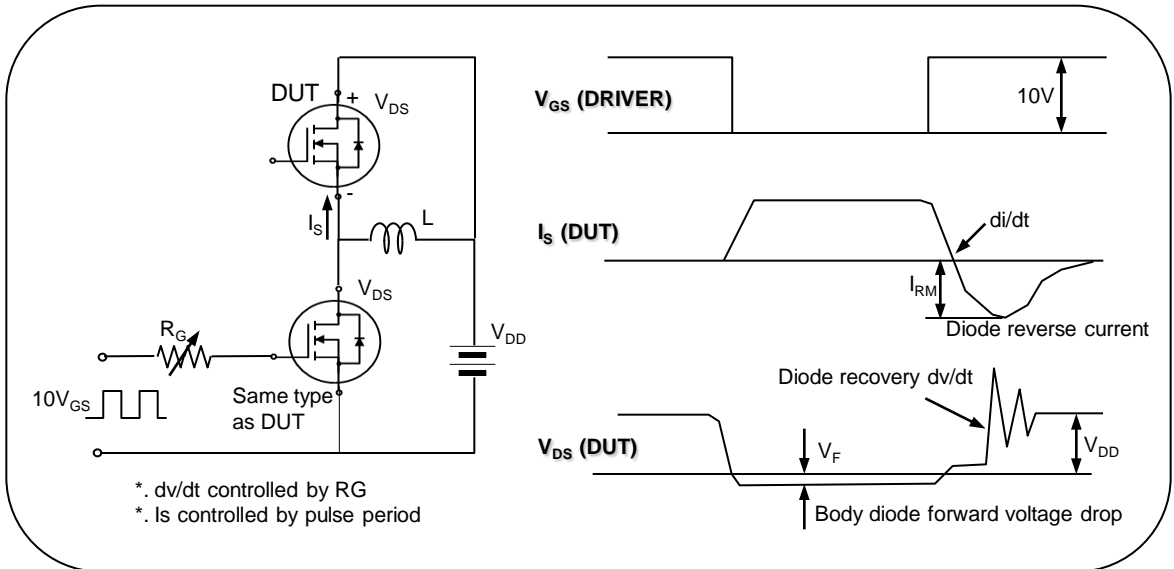 DUT
+
V_DS
-
I_S
L
V_DS
R_G
V_DD
10V_GS
Same type
as DUT
*. dv/dt controlled by RG
*. Is controlled by pulse period
V_GS (DRIVER)
10V
I_S (DUT)
di/dt
I_RM
Diode reverse current
Diode recovery dv/dt
V_DS (DUT)
V_F
V_DD
Body diode forward voltage drop